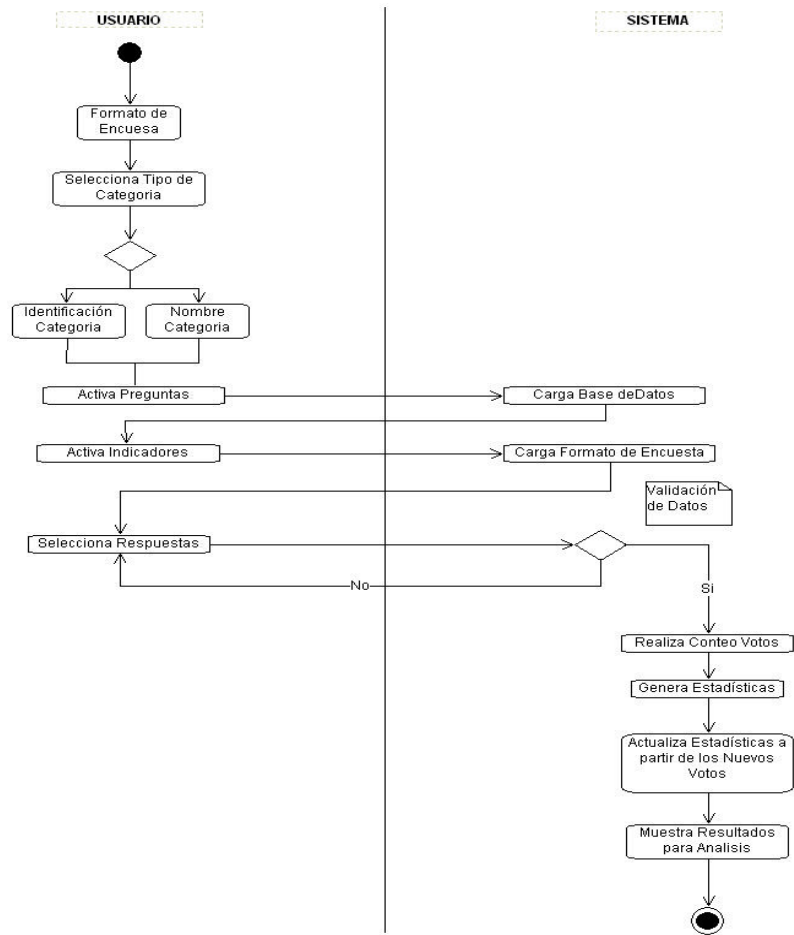 USUARIO
SISTEMA
Formato de
Encuesa
Selecciona Tipo de
Categoria
Identificación
Categoria
Nombre
Categoria
Activa Preguntas
Carga Base deDatos
Activa Indicadores
Carga Formato de Encuesta
Validación
de Datos
Selecciona Respuestas
No
Si
Realiza Conteo Votos
Genera Estadísticas
Actualiza Estadísticas a
partir de los Nuevos
Votos
Muestra Resultados
para Analisis